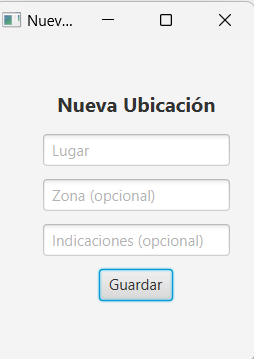 Nuev...
Nueva Ubicación
Lugar
Zona (opcional)
Indicaciones (opcional)
Guardar